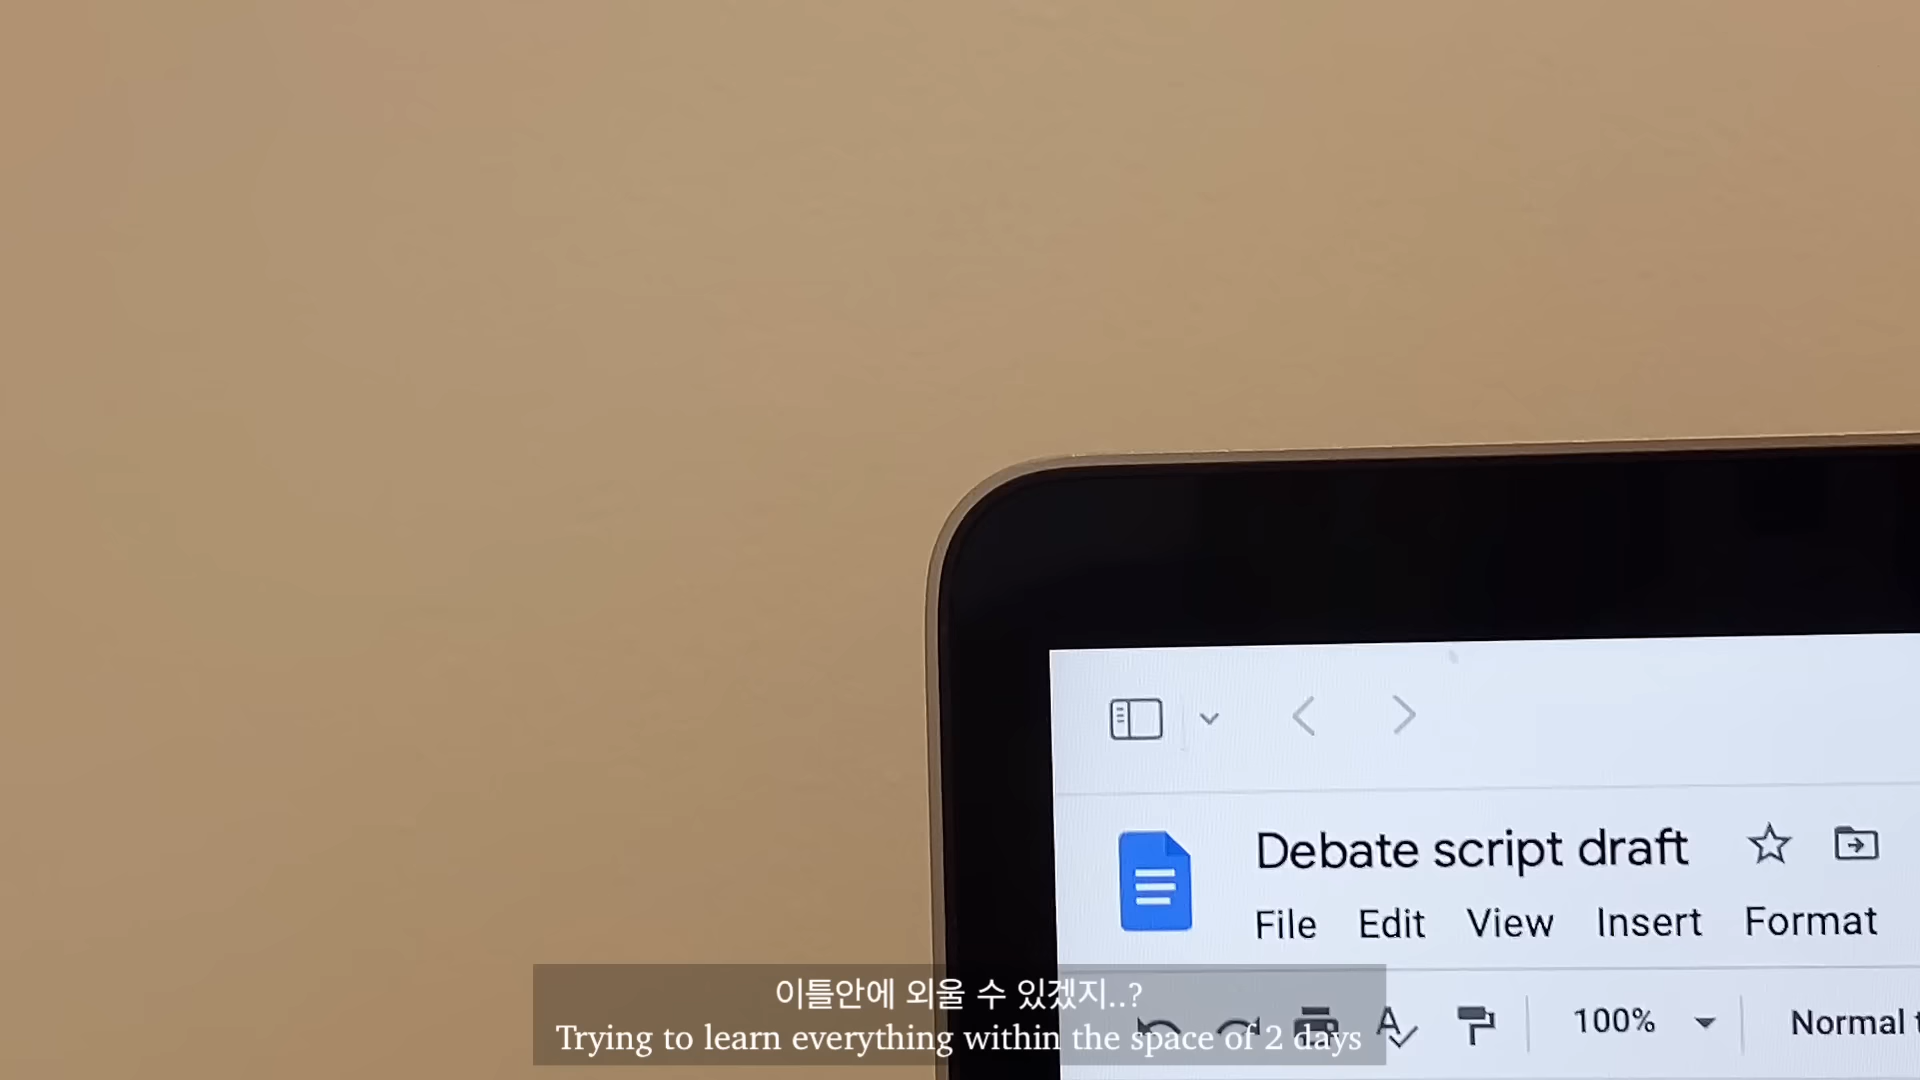 Debate script draft
File Edit View Insert Format
100% Normal
이틀안에 외울 수 있겠지..?
Trying to learn everything within the space of 2 days